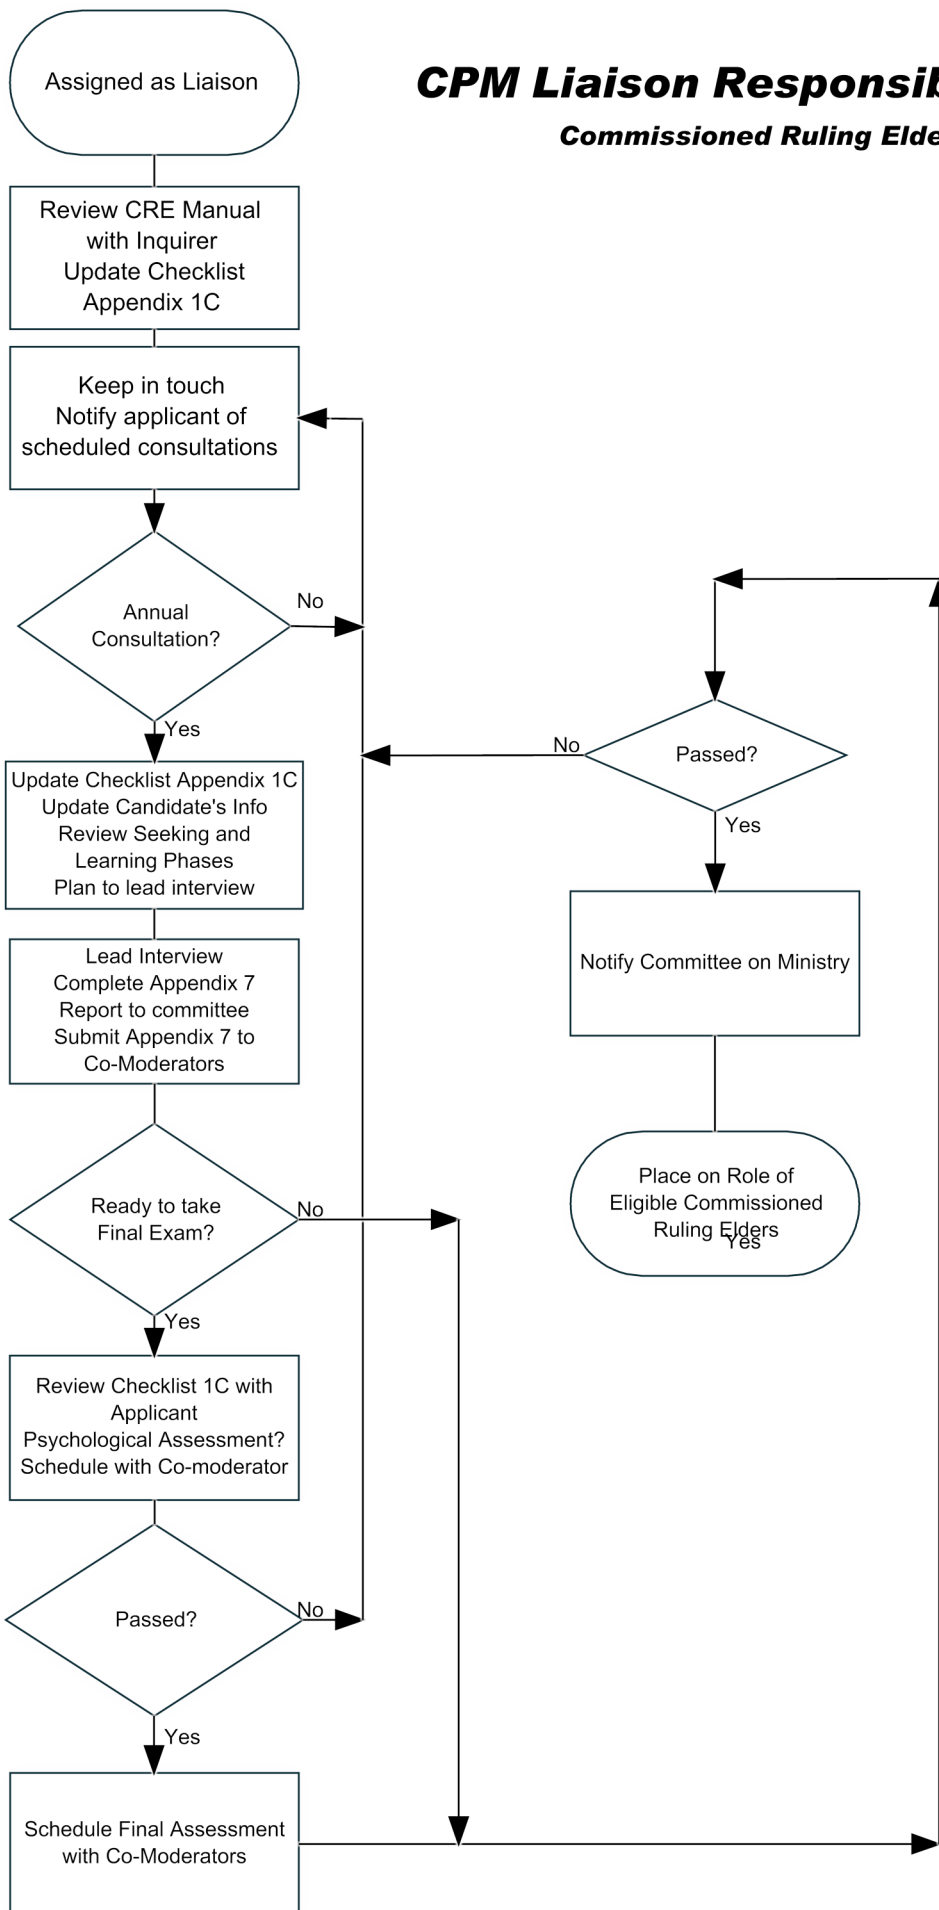 Assigned as Liaison
CPM Liaison
Commissioned Ruling
Review CRE Manual
with Inquirer
Update Checklist
Appendix 1C
Keep in touch
Notify applicant of
scheduled consultations
Annual
Consultation?
No
Yes
Update Checklist Appendix 1C
Update Candidate's Info
Review Seeking and
Learning Phases
Plan to lead interview
Lead Interview
Complete Appendix 7
Report to committee
Submit Appendix 7 to
Co-Moderators
Ready to take
Final Exam?
No
Yes
Review Checklist 1C with
Applicant
Psychological Assessment?
Schedule with Co-moderator
Passed?
No
Yes
Schedule Final Assessment
with Co-Moderators
Passed?
No
Yes
Notify Committee on Ministry
Place on Role of
Eligible Commissioned
Ruling Elders
Yes